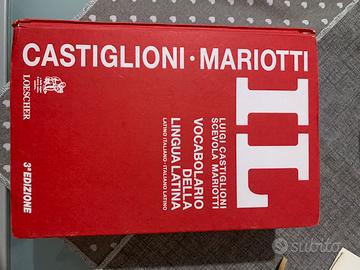 CASTIGLIONI · MARIOTTI
IL
LUIGI CASTIGLIONI
SCEVOLA MARIOTTI
VOCABOLARIO
DELLA
LINGUA LATINA
LATINO ITALIANO · ITALIANO LATINO
LOESCHER
3ª EDIZIONE
subito.it